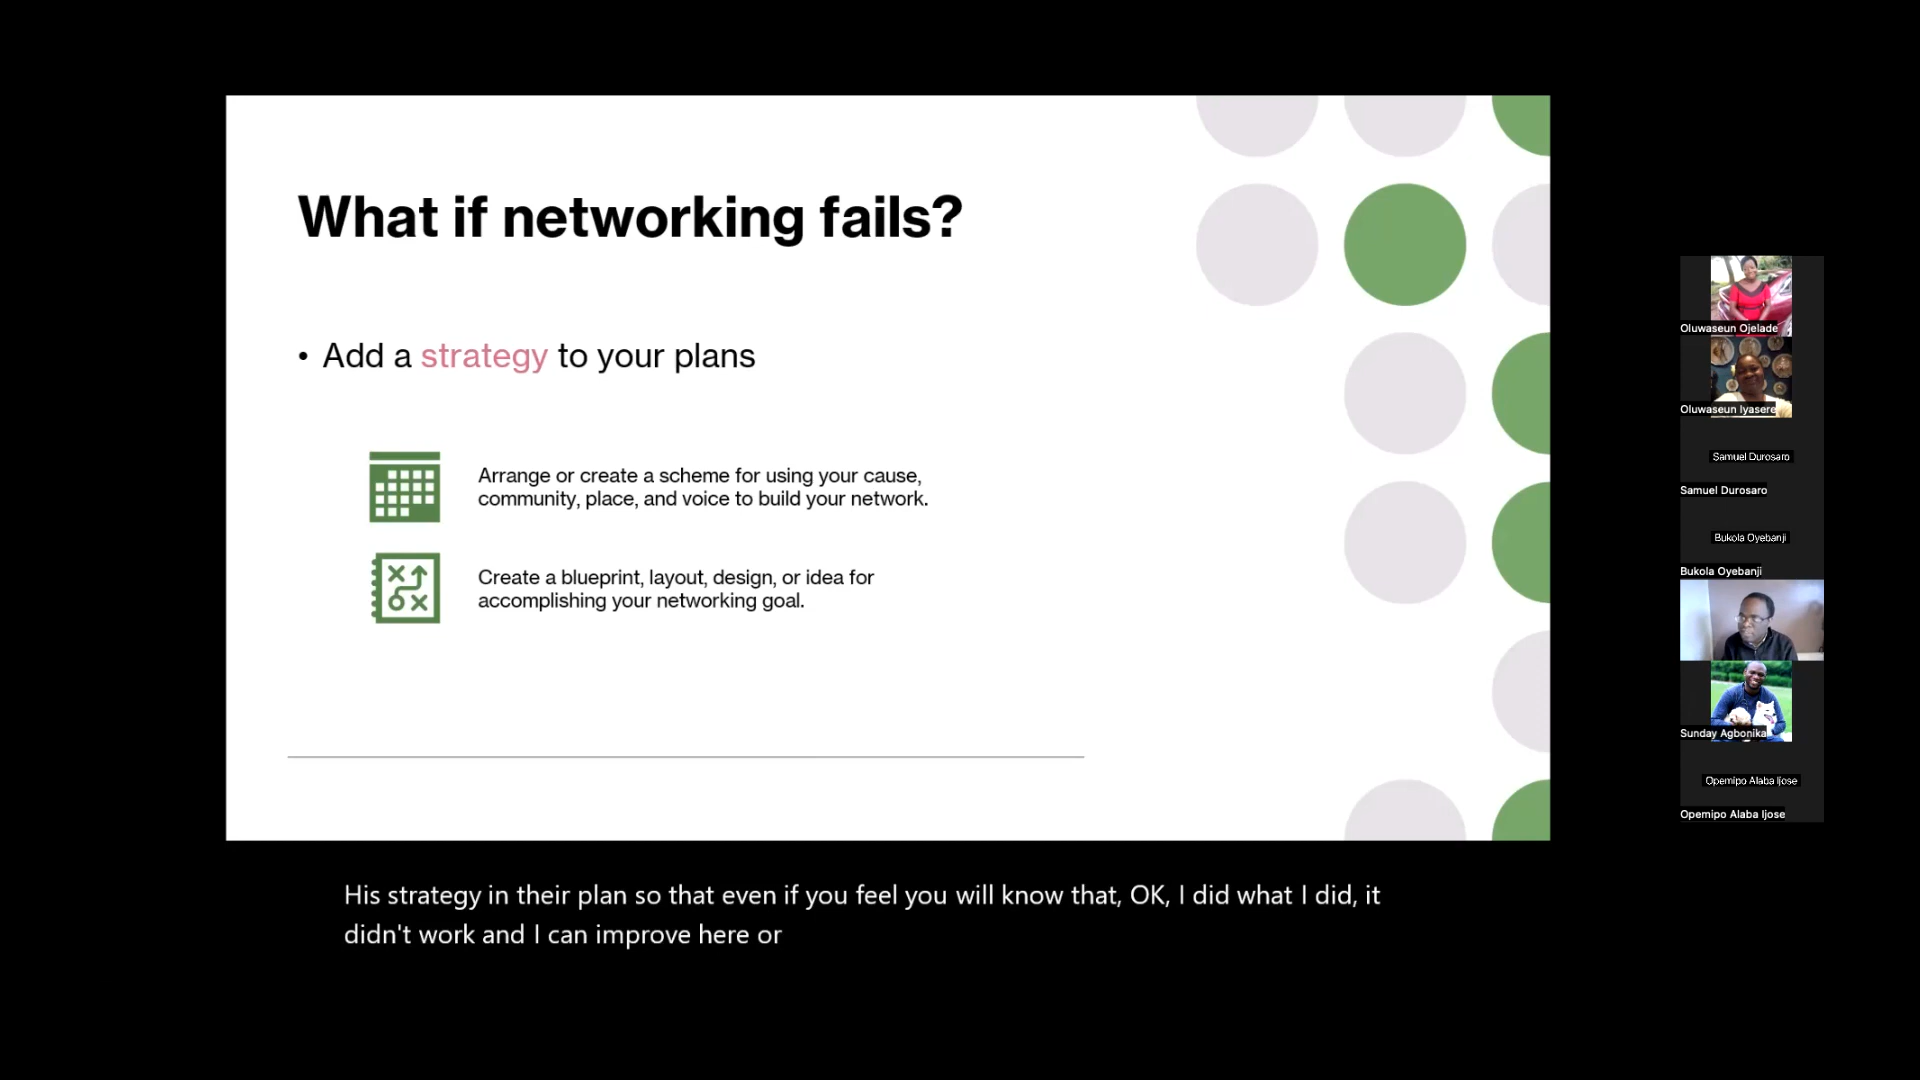 What if networking fails?
• Add a strategy to your plans
Arrange or create a scheme for using your cause,
community, place, and voice to build your network.
Create a blueprint, layout, design, or idea for
accomplishing your networking goal.
His strategy in their plan so that even if you feel you will know that, OK, I did what I did, it
didn't work and I can improve here or
Oluwaseun Ojelade
Oluwaseun Iyasere
Samuel Durosaro
Samuel Durosaro
Bukola Oyebanji
Bukola Oyebanji
Sunday Agbonika
Opemipo Alaba Ijose
Opemipo Alaba Ijose